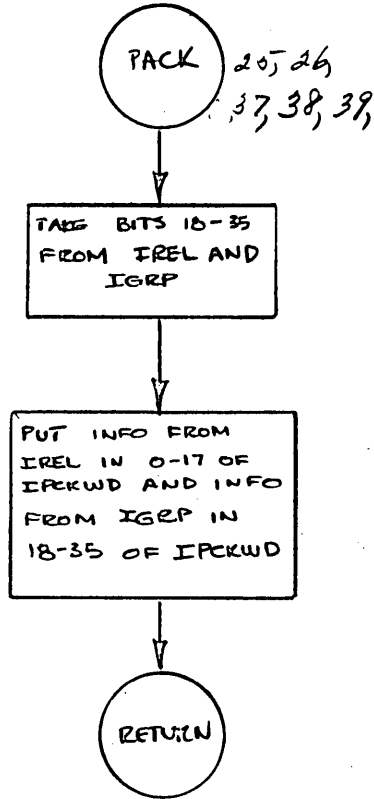 PACK
25, 26,
37, 38, 39,
TAKE BITS 18-35
FROM IREL AND
IGRP
PUT INFO FROM
IREL IN 0-17 OF
IPCKWD AND INFO
FROM IGRP IN
18-35 OF IPCKWD
RETURN